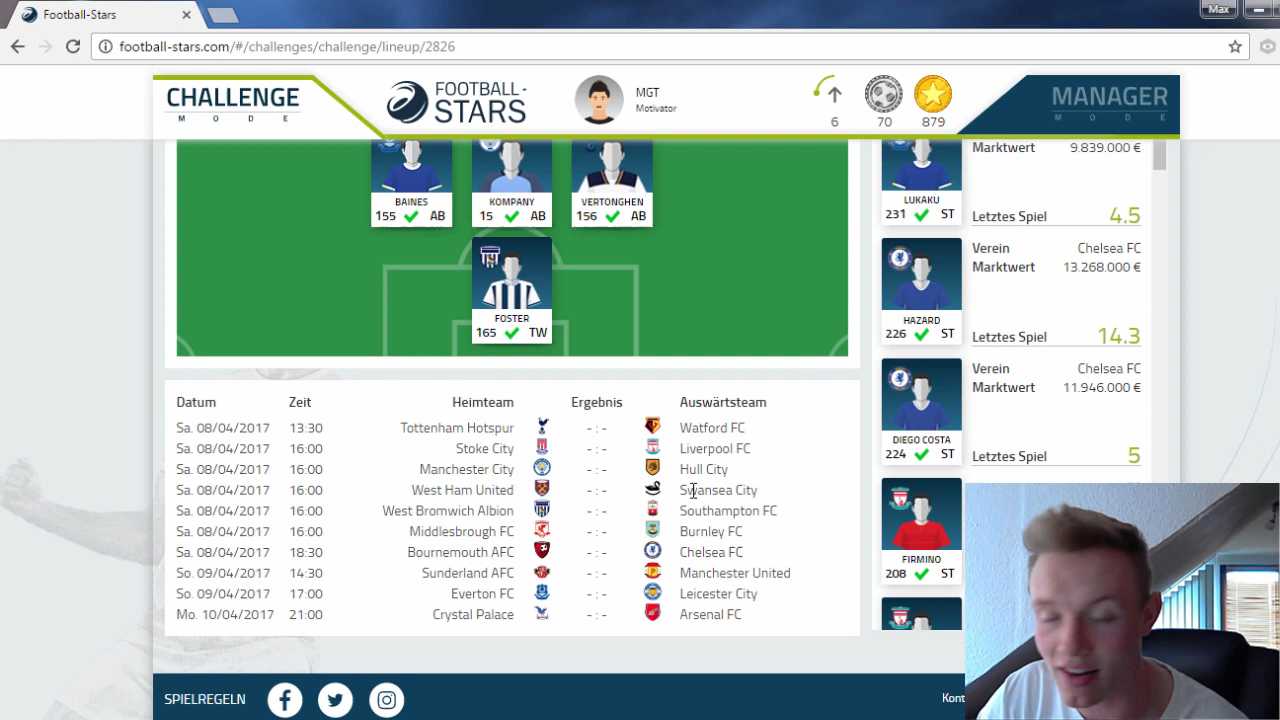 Football-Stars
Max
football-stars.com/#/challenges/challenge/lineup/2826
CHALLENGE
MODE
FOOTBALL-
STARS
MGT
Motivator
6
70
879
MANAGER
MODE
BAINES
155 AB
KOMPANY
15 AB
VERTONGHEN
156 AB
FOSTER
165 TW
Marktwert 9.839.000 €
LUKAKU
231 ST
Letztes Spiel 4.5
Verein Chelsea FC
Marktwert 13.268.000 €
HAZARD
226 ST
Letztes Spiel 14.3
Verein Chelsea FC
Marktwert 11.946.000 €
DIEGO COSTA
224 ST
Letztes Spiel 5
FIRMINO
208 ST
Datum Zeit Heimteam Ergebnis Auswärtsteam
Sa. 08/04/2017 13:30 Tottenham Hotspur - : - Watford FC
Sa. 08/04/2017 16:00 Stoke City - : - Liverpool FC
Sa. 08/04/2017 16:00 Manchester City - : - Hull City
Sa. 08/04/2017 16:00 West Ham United - : - Swansea City
Sa. 08/04/2017 16:00 West Bromwich Albion - : - Southampton FC
Sa. 08/04/2017 16:00 Middlesbrough FC - : - Burnley FC
Sa. 08/04/2017 18:30 Bournemouth AFC - : - Chelsea FC
So. 09/04/2017 14:30 Sunderland AFC - : - Manchester United
So. 09/04/2017 17:00 Everton FC - : - Leicester City
Mo. 10/04/2017 21:00 Crystal Palace - : - Arsenal FC
SPIELREGELN
Kont